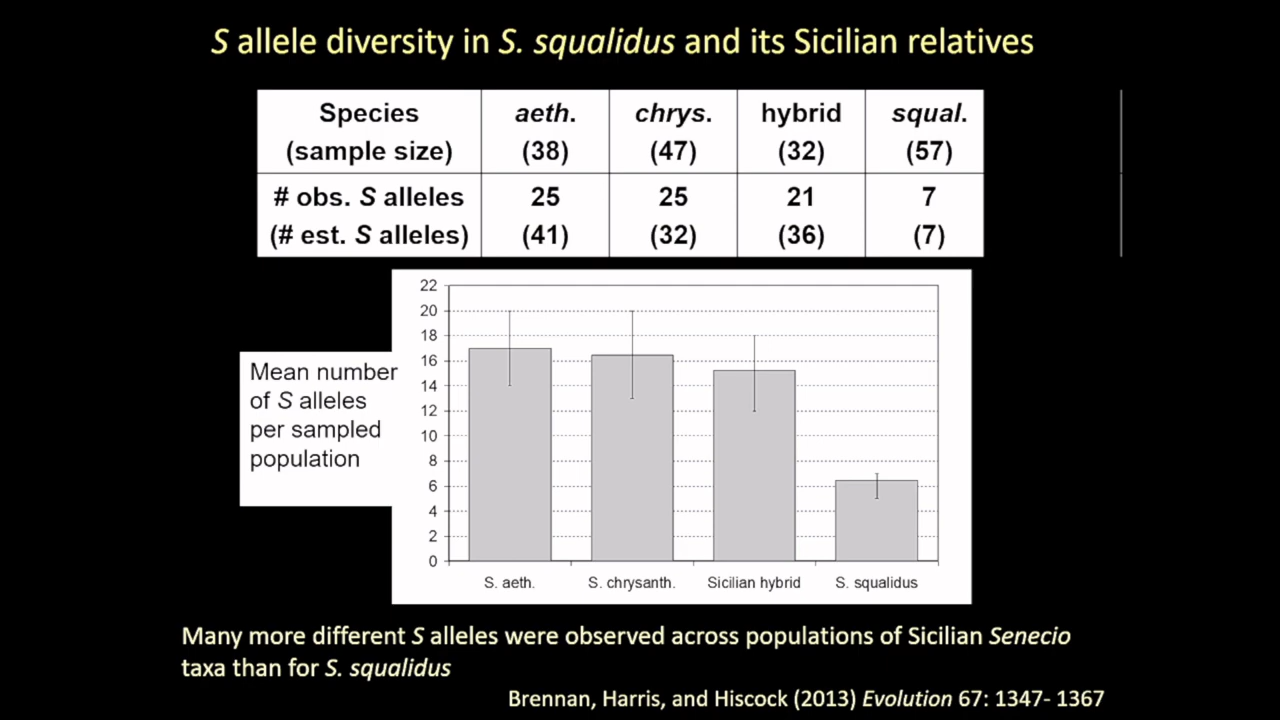 S allele diversity in S. squalidus and its Sicilian relatives
Species aeth. chrys. hybrid squal.
(sample size) (38) (47) (32) (57)
# obs. S alleles 25 25 21 7
(# est. S alleles) (41) (32) (36) (7)
Mean number
of S alleles
per sampled
population
22
20
18
16
14
12
10
8
6
4
2
0
S. aeth. S. chrysanth. Sicilian hybrid S. squalidus
Many more different S alleles were observed across populations of Sicilian Senecio
taxa than for S. squalidus
Brennan, Harris, and Hiscock (2013) Evolution 67: 1347- 1367